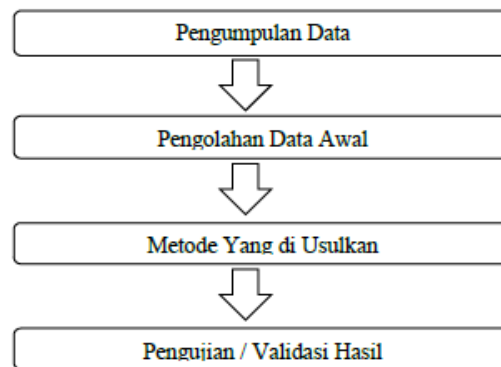 Pengumpulan Data
Pengolahan Data Awal
Metode Yang di Usulkan
Pengujian / Validasi Hasil